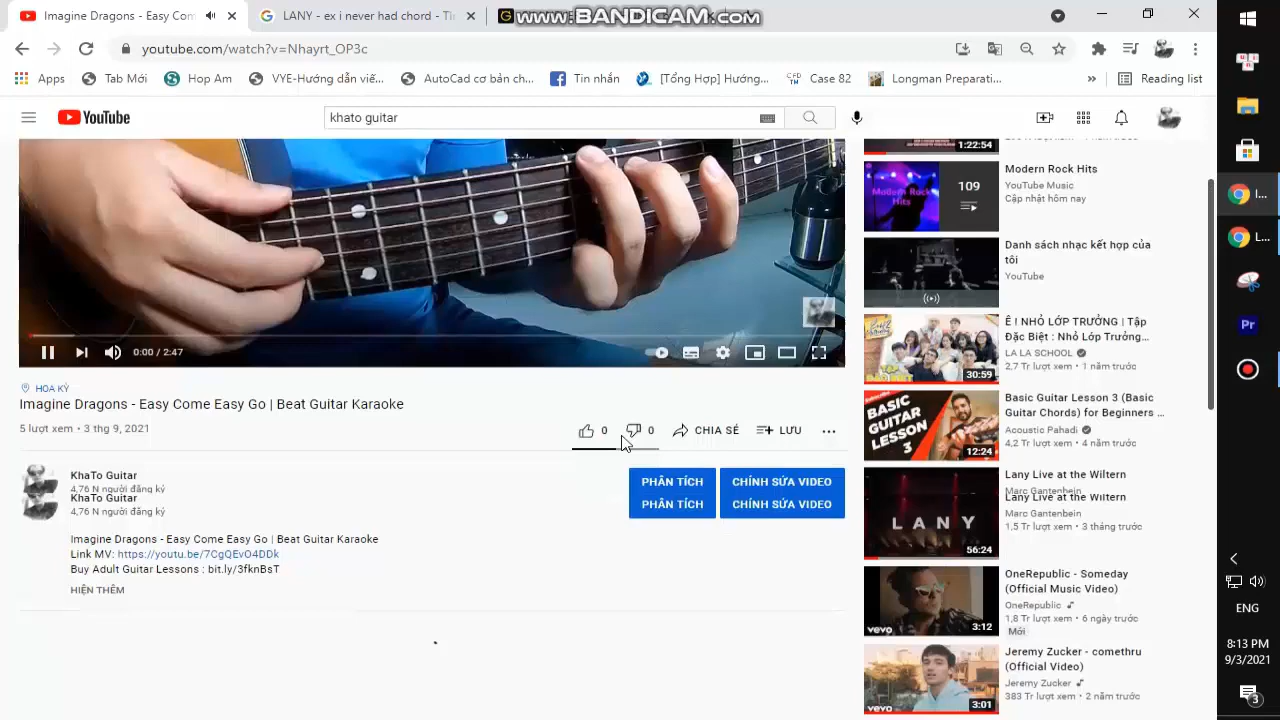 Imagine Dragons - Easy Com
LANY - ex i never had chord - Ti
www.BANDICAM.com
youtube.com/watch?v=Nhayrt_OP3c
Apps
Tab Mới
Hop Am
VYE-Hướng dẫn viế...
AutoCad cơ bản ch...
Tin nhắn
[Tổng Hợp] Hướng...
Case 82
Longman Preparati...
»
Reading list
YouTube
khato guitar
1:22:54
Modern Rock Hits
109
Modern Rock Hits
YouTube Music
Cập nhật hôm nay
Danh sách nhạc kết hợp của
tôi
YouTube
Ê ! NHỎ LỚP TRƯỞNG | Tập
Đặc Biệt : Nhỏ Lớp Trưởng...
LA LA SCHOOL
2,7 Tr lượt xem • 1 năm trước
30:59
0:00 / 2:47
HOA KỲ
Imagine Dragons - Easy Come Easy Go | Beat Guitar Karaoke
5 lượt xem • 3 thg 9, 2021
0
0
CHIA SẺ
LƯU
Basic Guitar Lesson 3 (Basic
Guitar Chords) for Beginners ...
Acoustic Pahadi
4,2 Tr lượt xem • 4 năm trước
BASIC
GUITAR
LESSON
3
12:24
KhaTo Guitar
4,76 N người đăng ký
KhaTo Guitar
4,76 N người đăng ký
PHÂN TÍCH
CHỈNH SỬA VIDEO
PHÂN TÍCH
CHỈNH SỬA VIDEO
Lany Live at the Wiltern
Marc Gantenbein
Lany Live at the Wiltern
Marc Gantenbein
1,5 Tr lượt xem • 3 tháng trước
LANY
56:24
Imagine Dragons - Easy Come Easy Go | Beat Guitar Karaoke
Link MV: https://youtu.be/7CgQEvO4DDk
Buy Adult Guitar Lessons : bit.ly/3fknBsT
HIỆN THÊM
OneRepublic - Someday
(Official Music Video)
OneRepublic
1,8 Tr lượt xem • 6 ngày trước
Mới
vevo
3:12
Jeremy Zucker - comethru
(Official Video)
Jeremy Zucker
383 Tr lượt xem • 2 năm trước
vevo
3:01
I...
L...
Pr
ENG
8:13 PM
9/3/2021
3